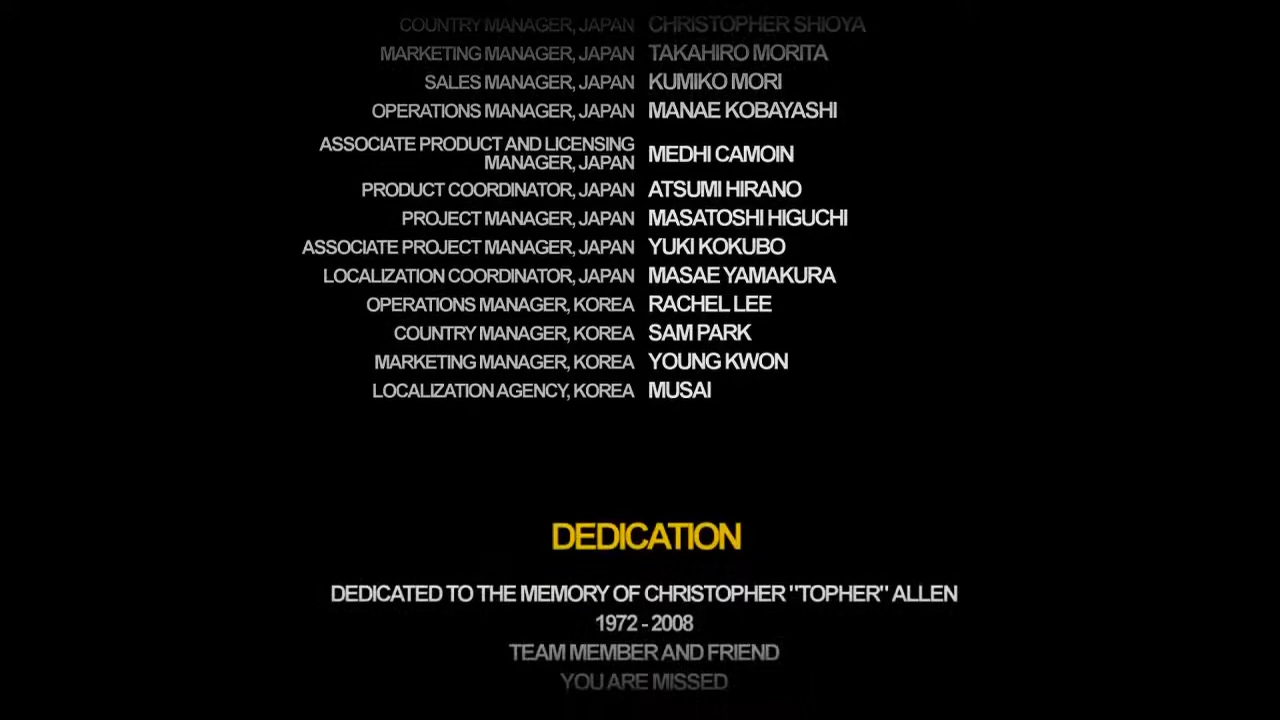 COUNTRY MANAGER, JAPAN CHRISTOPHER SHIOYA
MARKETING MANAGER, JAPAN TAKAHIRO MORITA
SALES MANAGER, JAPAN KUMIKO MORI
OPERATIONS MANAGER, JAPAN MANAE KOBAYASHI
ASSOCIATE PRODUCT AND LICENSING
MANAGER, JAPAN MEDHI CAMOIN
PRODUCT COORDINATOR, JAPAN ATSUMI HIRANO
PROJECT MANAGER, JAPAN MASATOSHI HIGUCHI
ASSOCIATE PROJECT MANAGER, JAPAN YUKI KOKUBO
LOCALIZATION COORDINATOR, JAPAN MASAE YAMAKURA
OPERATIONS MANAGER, KOREA RACHEL LEE
COUNTRY MANAGER, KOREA SAM PARK
MARKETING MANAGER, KOREA YOUNG KWON
LOCALIZATION AGENCY, KOREA MUSAI
DEDICATION
DEDICATED TO THE MEMORY OF CHRISTOPHER "TOPHER" ALLEN
1972 - 2008
TEAM MEMBER AND FRIEND
YOU ARE MISSED